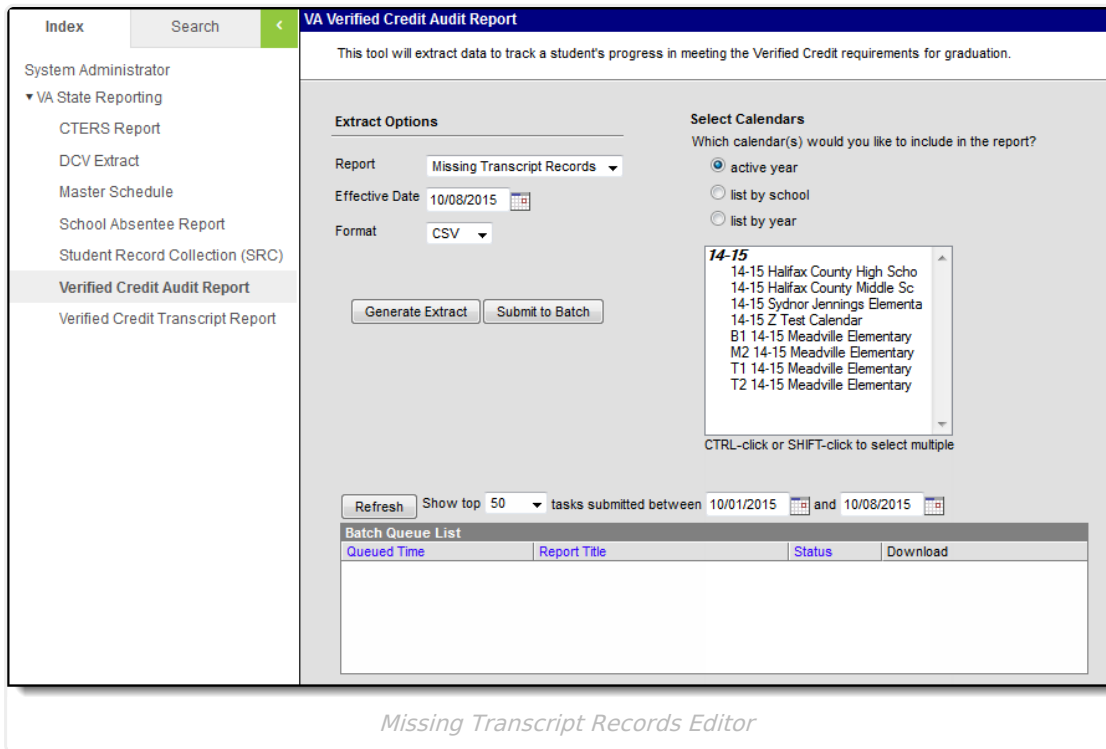 Index
Search
System Administrator
VA State Reporting
CTERS Report
DCV Extract
Master Schedule
School Absentee Report
Student Record Collection (SRC)
Verified Credit Audit Report
Verified Credit Transcript Report
VA Verified Credit Audit Report
This tool will extract data to track a student's progress in meeting the Verified Credit requirements for graduation.
Extract Options
Report Missing Transcript Records
Effective Date 10/08/2015
Format CSV
Generate Extract Submit to Batch
Select Calendars
Which calendar(s) would you like to include in the report?
active year
list by school
list by year
14-15
14-15 Halifax County High Scho
14-15 Halifax County Middle Sc
14-15 Sydnor Jennings Elementa
14-15 Z Test Calendar
B1 14-15 Meadville Elementary
M2 14-15 Meadville Elementary
T1 14-15 Meadville Elementary
T2 14-15 Meadville Elementary
CTRL-click or SHIFT-click to select multiple
Refresh Show top 50 tasks submitted between 10/01/2015 and 10/08/2015
Batch Queue List
Queued Time Report Title Status Download
Missing Transcript Records Editor